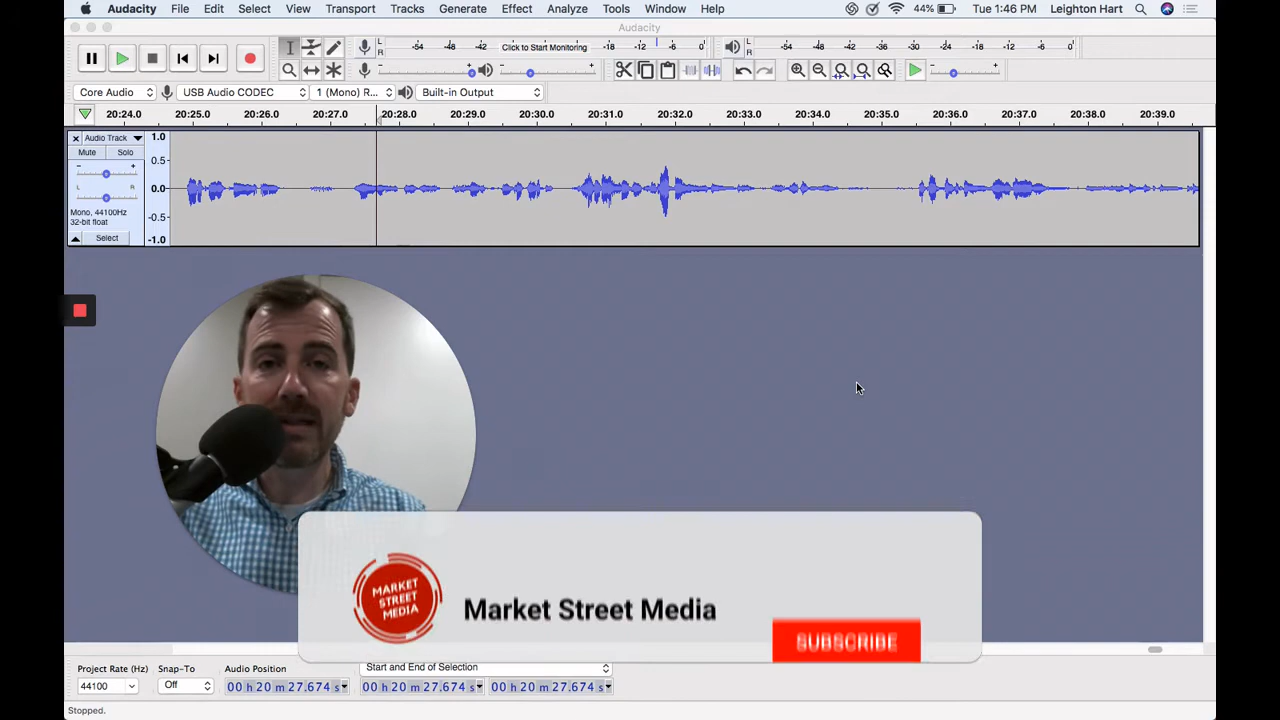 Audacity File Edit Select View Transport Tracks Generate Effect Analyze Tools Window Help 44% Tue 1:46 PM Leighton Hart
Audacity
L R -54 -48 -42 Click to Start Monitoring -18 -12 -6 0 L R -54 -48 -42 -36 -30 -24 -18 -12 -6 0
Core Audio USB Audio CODEC 1 (Mono) R... Built-in Output
20:24.0 20:25.0 20:26.0 20:27.0 20:28.0 20:29.0 20:30.0 20:31.0 20:32.0 20:33.0 20:34.0 20:35.0 20:36.0 20:37.0 20:38.0 20:39.0
Audio Track 1.0
Mute Solo
0.5
- +
L R 0.0
Mono, 44100Hz
32-bit float -0.5
Select -1.0
MARKET
STREET
MEDIA
Market Street Media
SUBSCRIBE
Project Rate (Hz) Snap-To Audio Position Start and End of Selection
44100 Off 00 h 20 m 27.674 s 00 h 20 m 27.674 s 00 h 20 m 27.674 s
Stopped.